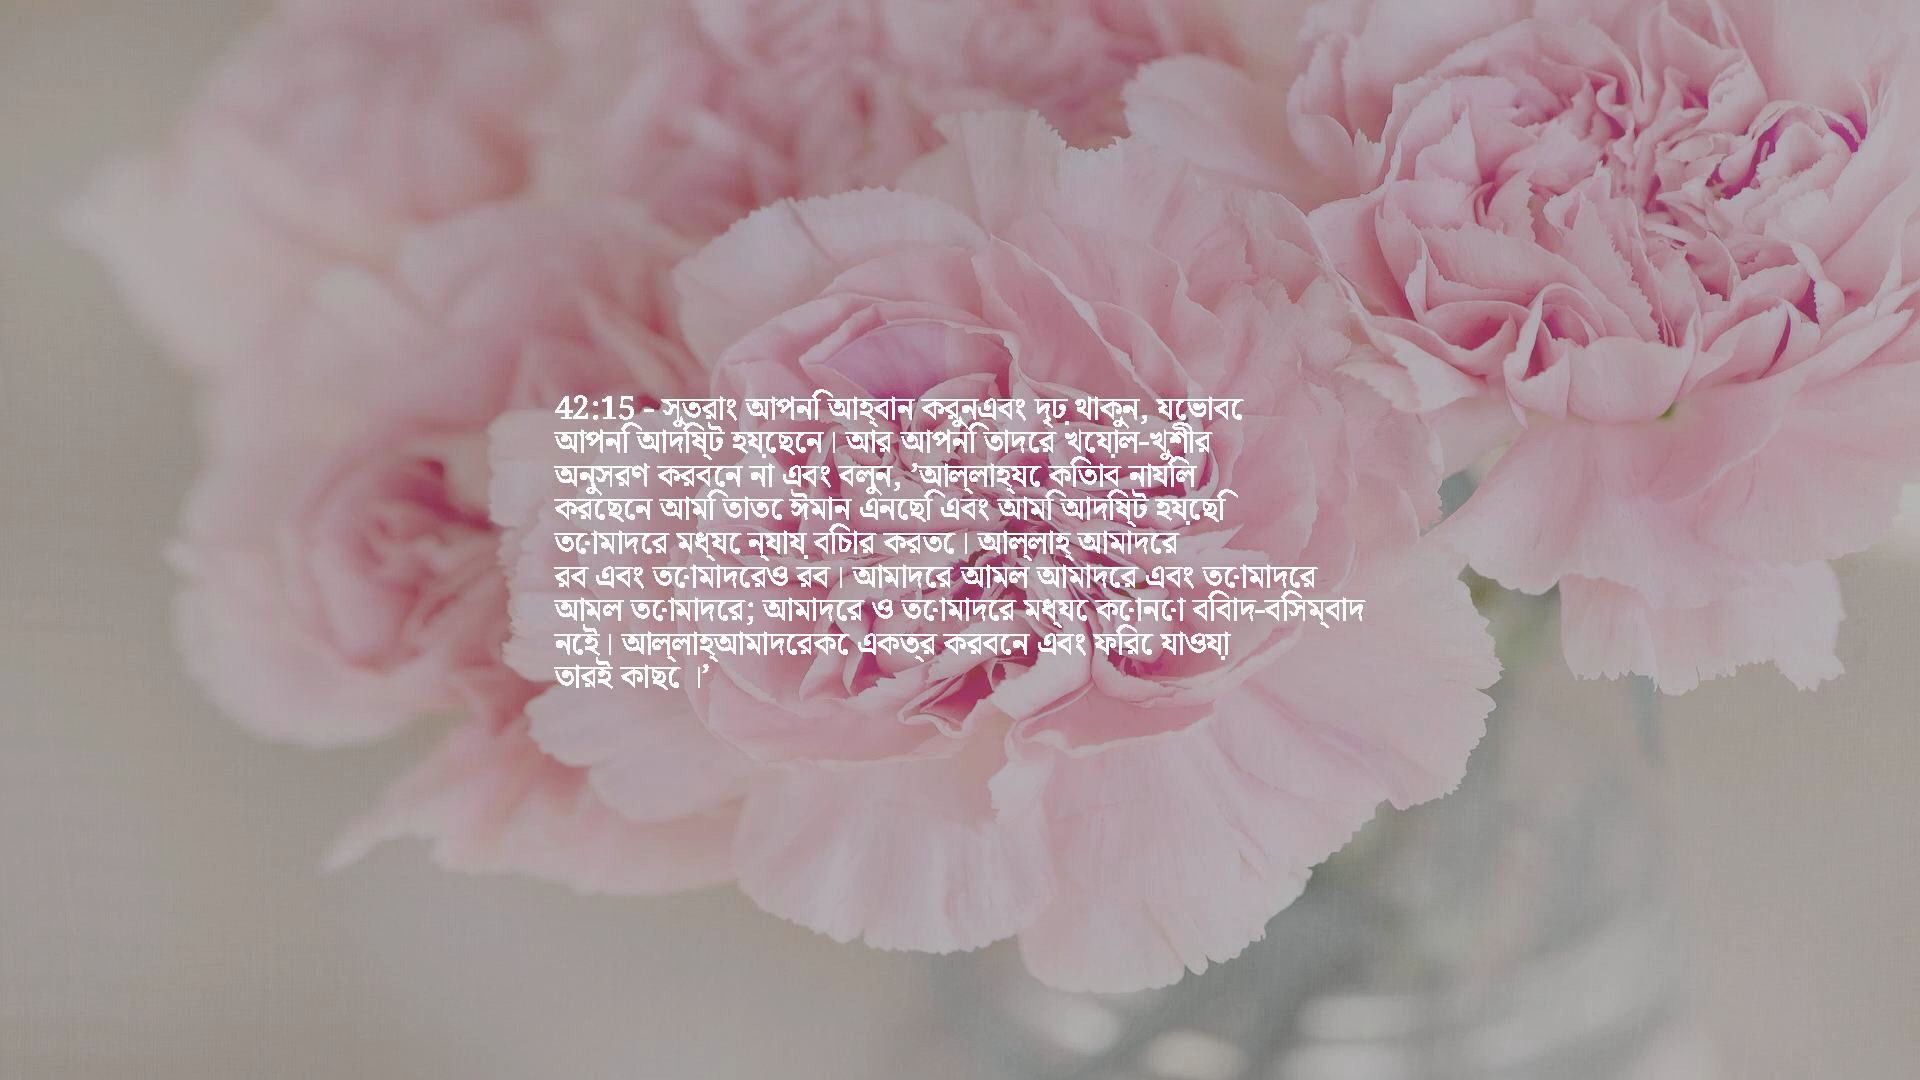 42:15 - সুতরাং আপনি আহ্বান করুনএবং দৃঢ় থাকুন, যেভাবে
আপনি আদিষ্ট হয়েছেন। আর আপনি তাদের খেয়াল-খুশীর
অনুসরণ করবেন না এবং বলুন, ’আল্লাহ্যে কিতাব নাযিল
করেছেন আমি তাতে ঈমান এনেছি এবং আমি আদিষ্ট হয়েছি
তোমাদের মধ্যে ন্যায় বিচার করতে। আল্লাহ্ আমাদের
রব এবং তোমাদেরও রব। আমাদের আমল আমাদের এবং তোমাদের
আমল তোমাদের; আমাদের ও তোমাদের মধ্যে কোনো বিবাদ-বিসম্বাদ
নেই। আল্লাহ্আমাদেরকে একত্র করবেন এবং ফিরে যাওয়া
তারই কাছে।’